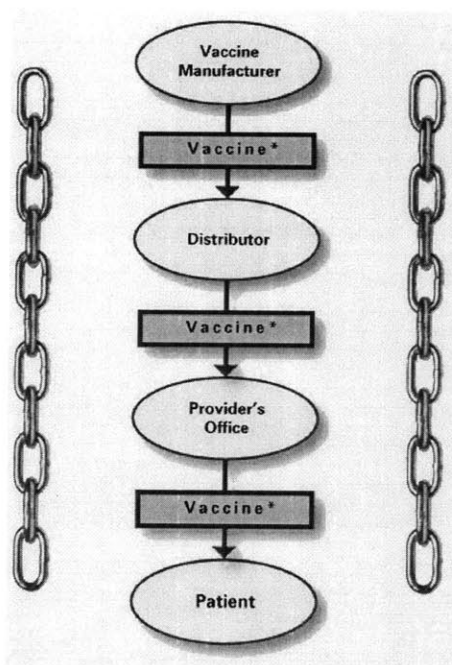 Vaccine
Manufacturer
Vaccine*
Distributor
Vaccine*
Provider's
Office
Vaccine*
Patient